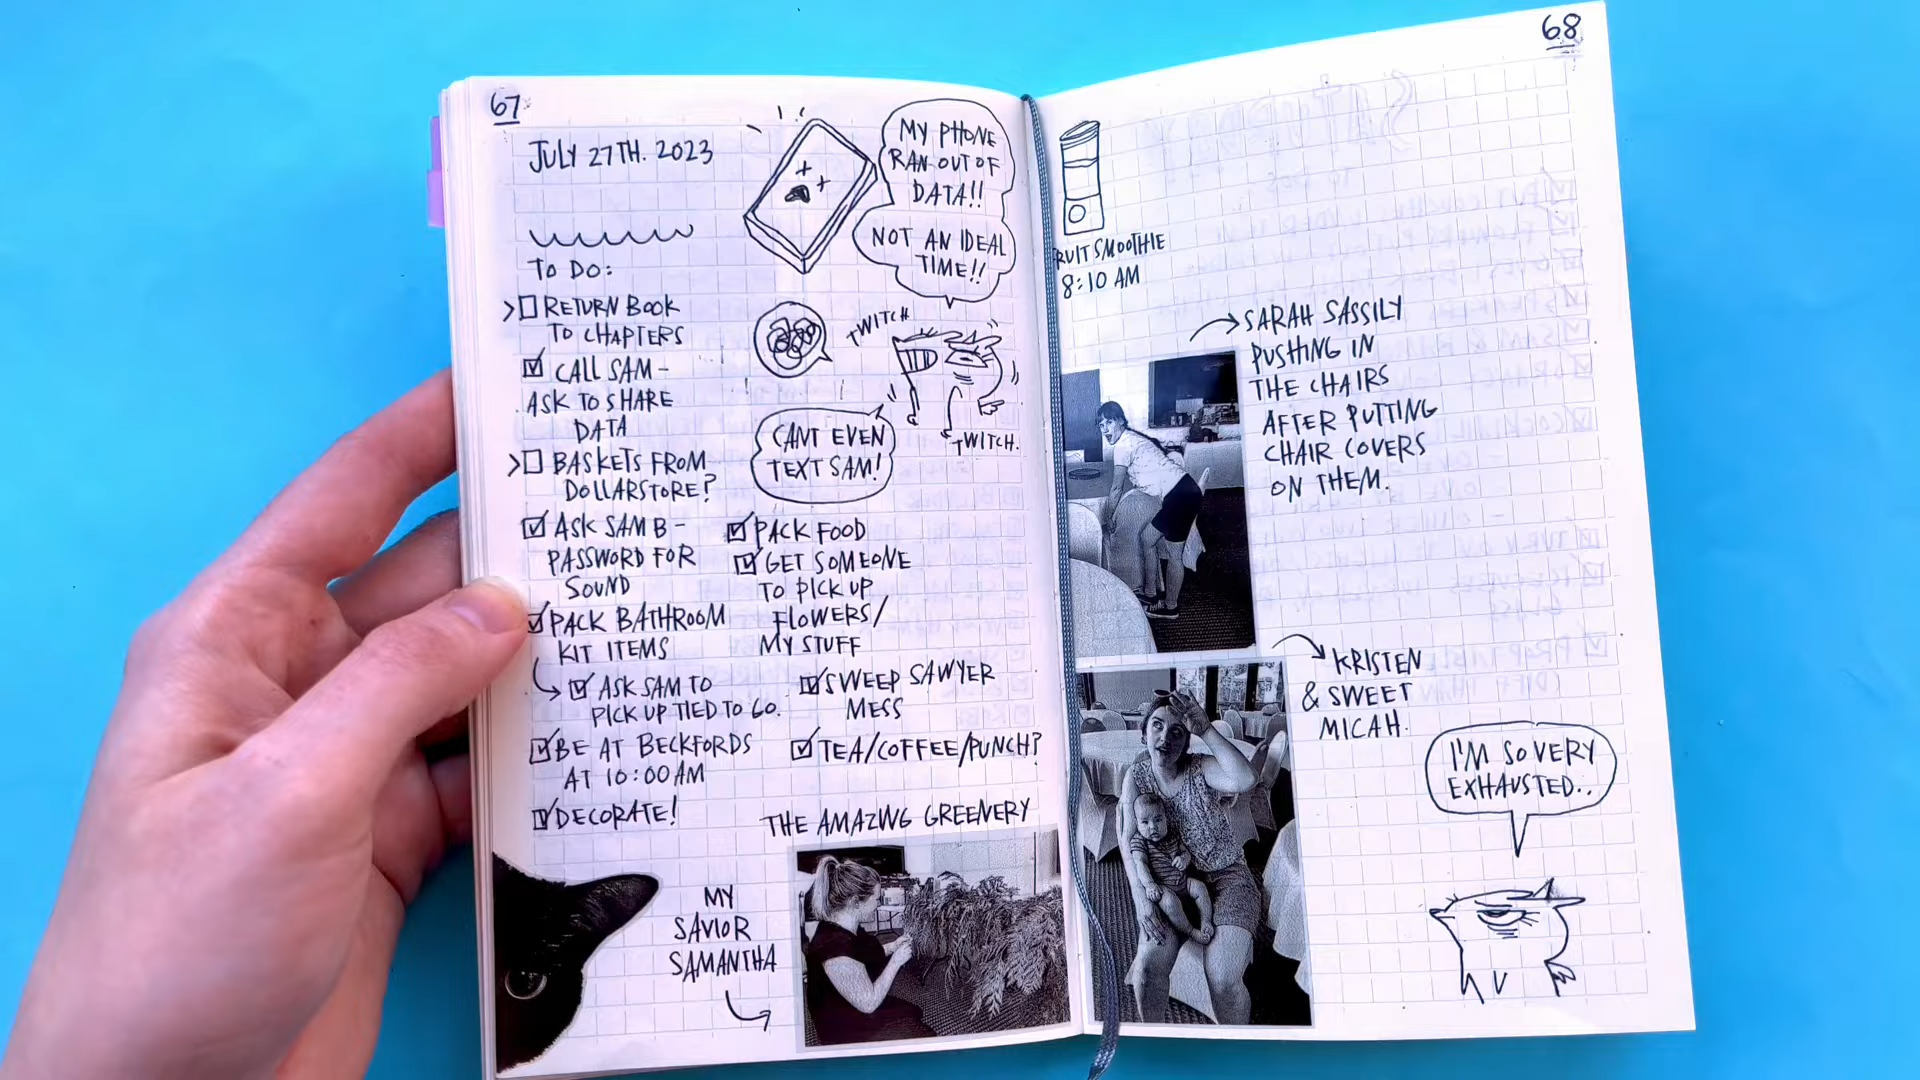 67
JULY 27TH. 2023
TO DO:
>☐ RETURN BOOK
TO CHAPTERS
☑ CALL SAM -
ASK TO SHARE
DATA
>☐ BASKETS FROM
DOLLARSTORE?
☑ ASK SAM B -
PASSWORD FOR
SOUND
☑ PACK BATHROOM
KIT ITEMS
☑ ASK SAM TO
PICK UP TIED TO GO.
☑ BE AT BECKFORDS
AT 10:00AM
☑ DECORATE!
MY PHONE
RAN OUT OF
DATA!!
NOT AN IDEAL
TIME!!
TWITCH
TWITCH.
CANT EVEN
TEXT SAM!
☑ PACK FOOD
☑ GET SOMEONE
TO PICK UP
FLOWERS/
MY STUFF
☑ SWEEP SAWYER
MESS
☑ TEA/COFFEE/PUNCH?
THE AMAZING GREENERY
MY
SAVIOR
SAMANTHA
68
RUIT SMOOTHIE
8:10 AM
SARAH SASSILY
PUSHING IN
THE CHAIRS
AFTER PUTTING
CHAIR COVERS
ON THEM.
KRISTEN
& SWEET
MICAH.
I'M SO VERY
EXHAUSTED..